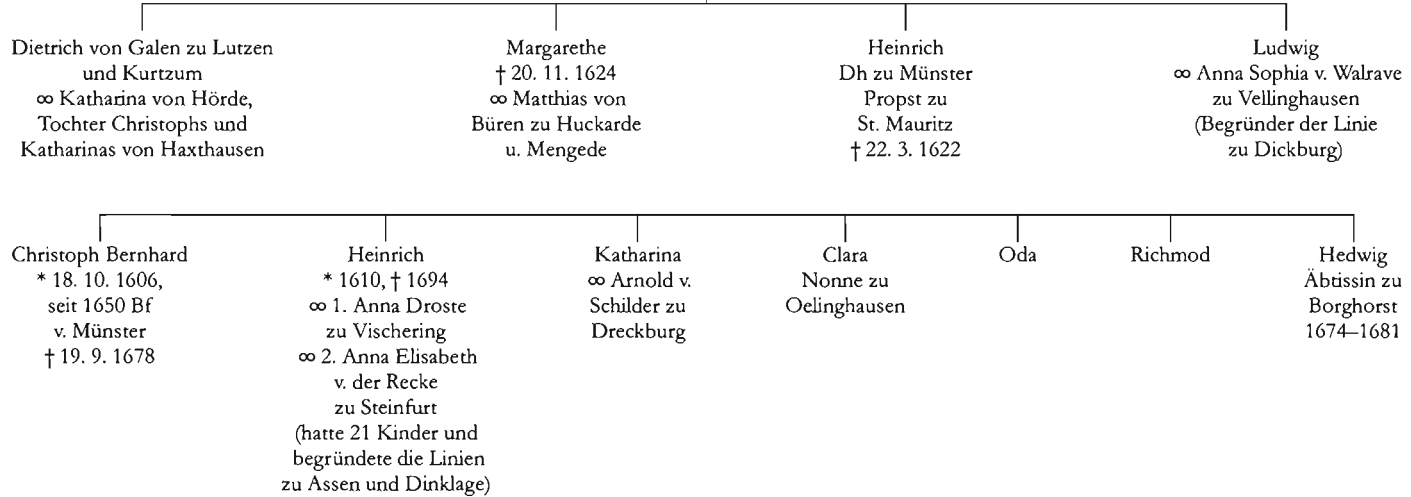 Dietrich von Galen zu Lutzen
und Kurtzum
∞ Katharina von Hörde,
Tochter Christophs und
Katharinas von Haxthausen
Margarethe
† 20. 11. 1624
∞ Matthias von
Büren zu Huckarde
u. Mengede
Heinrich
Dh zu Münster
Propst zu
St. Mauritz
† 22. 3. 1622
Ludwig
∞ Anna Sophia v. Walrave
zu Vellinghausen
(Begründer der Linie
zu Dickburg)
Christoph Bernhard
* 18. 10. 1606,
seit 1650 Bf
v. Münster
† 19. 9. 1678
Heinrich
* 1610, † 1694
∞ 1. Anna Droste
zu Vischering
∞ 2. Anna Elisabeth
v. der Recke
zu Steinfurt
(hatte 21 Kinder und
begründete die Linien
zu Assen und Dinklage)
Katharina
∞ Arnold v.
Schilder zu
Dreckburg
Clara
Nonne zu
Oelinghausen
Oda
Richmod
Hedwig
Äbtissin zu
Borghorst
1674–1681